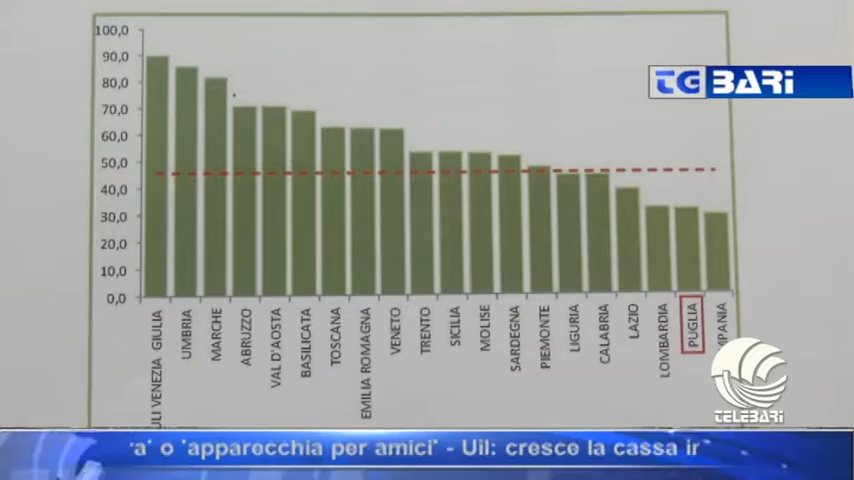 100,0
90,0
80,0
70,0
60,0
50,0
40,0
30,0
20,0
10,0
0,0
ULI VENEZIA GIULIA
UMBRIA
MARCHE
ABRUZZO
VAL D'AOSTA
BASILICATA
TOSCANA
EMILIA ROMAGNA
VENETO
TRENTO
SICILIA
MOLISE
SARDEGNA
PIEMONTE
LIGURIA
CALABRIA
LAZIO
LOMBARDIA
PUGLIA
MPANIA
TG BARI
TELEBARI
'a' o 'apparecchia per amici' - Uil: cresce la cassa i